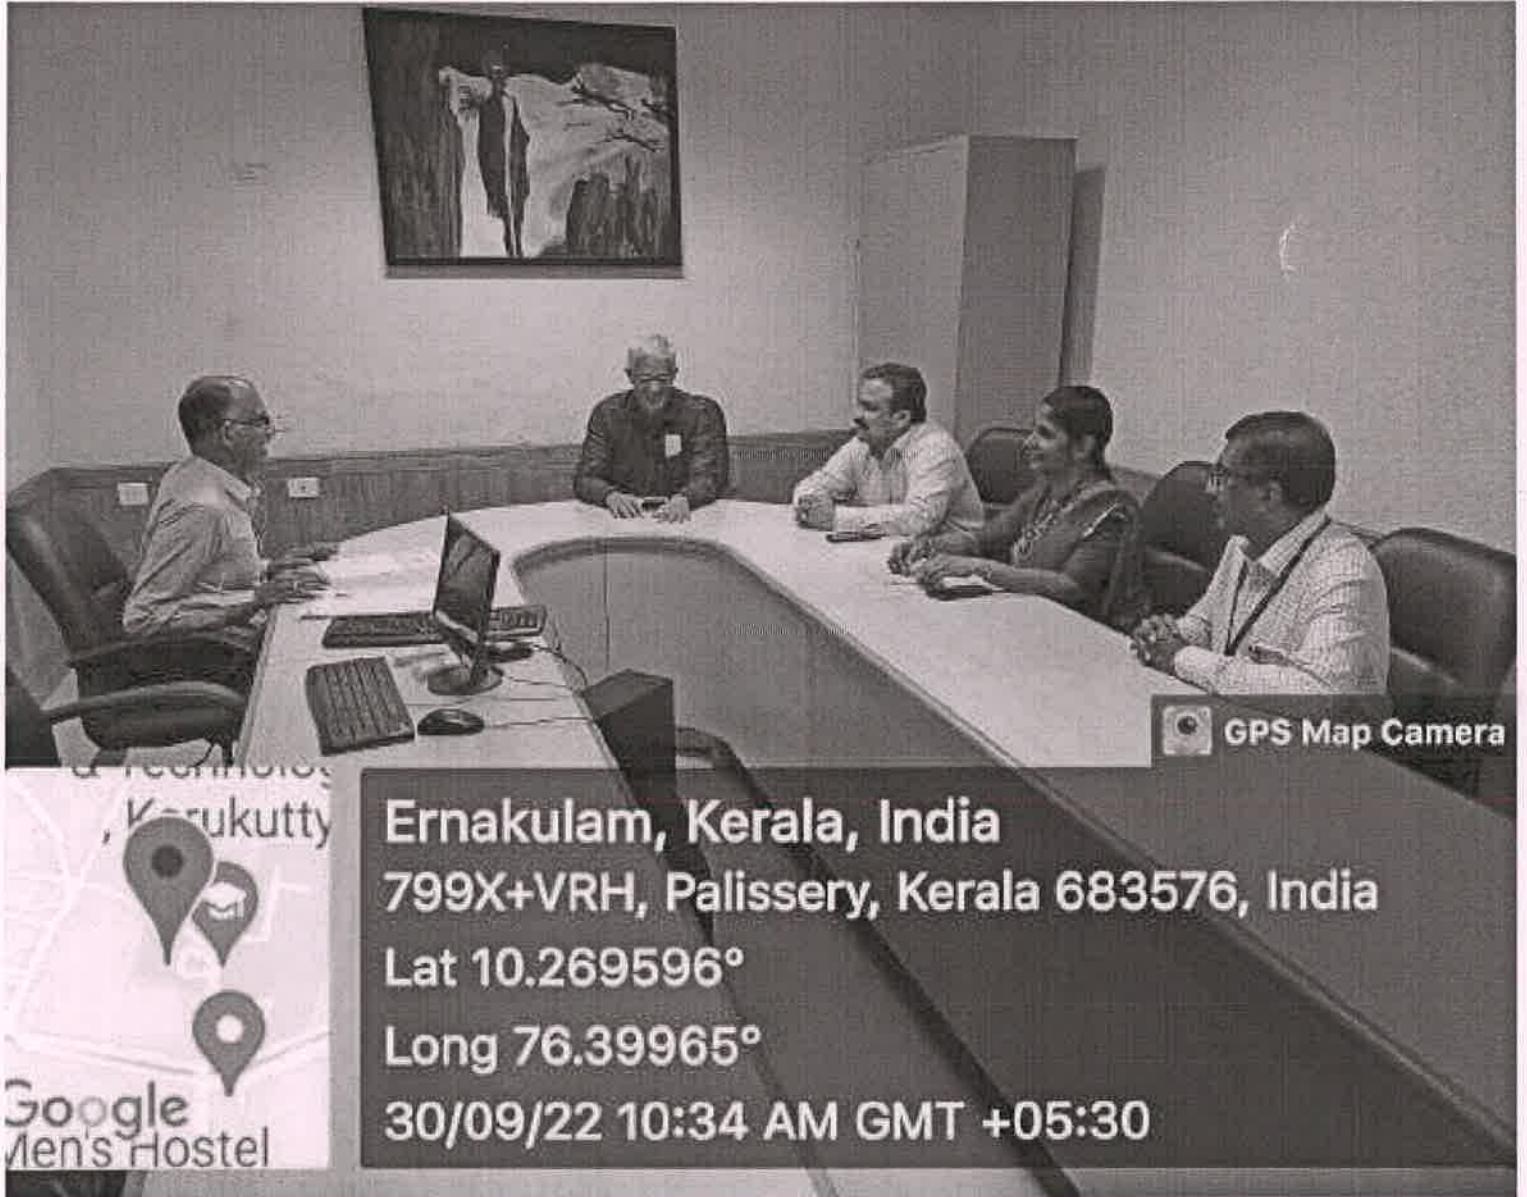 GPS Map Camera
, Karukutty
Google
Men's Hostel
Ernakulam, Kerala, India
799X+VRH, Palissery, Kerala 683576, India
Lat 10.269596°
Long 76.39965°
30/09/22 10:34 AM GMT +05:30